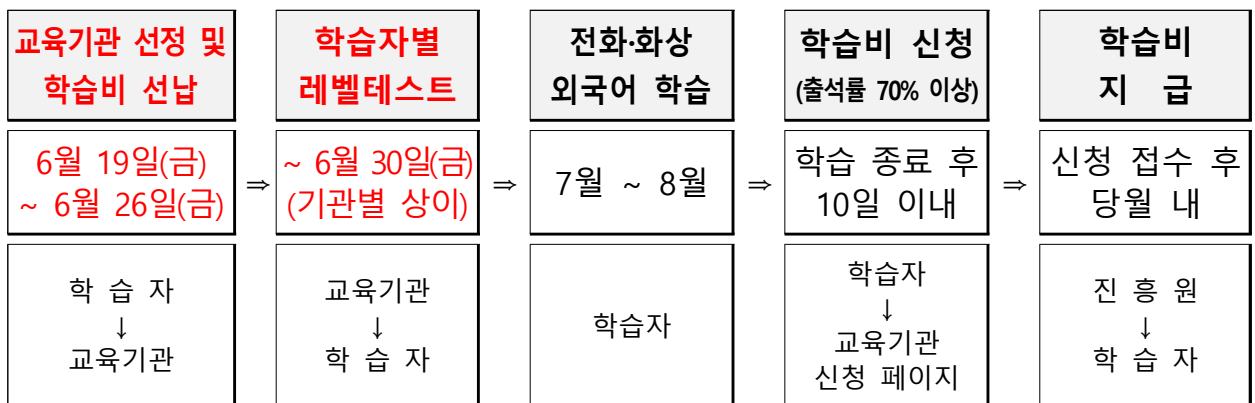 교육기관 선정 및
학습비 선납
학습자별
레벨테스트
전화·화상
외국어 학습
학습비 신청
(출석률 70% 이상)
학습비
지 급
6월 19일(금)
~ 6월 26일(금)
⇒
~ 6월 30일(금)
(기관별 상이)
⇒
7월 ~ 8월
⇒
학습 종료 후
10일 이내
⇒
신청 접수 후
당월 내
학 습 자
↓
교육기관
교육기관
↓
학 습 자
학습자
학습자
↓
교육기관
신청 페이지
진 흥 원
↓
학 습 자